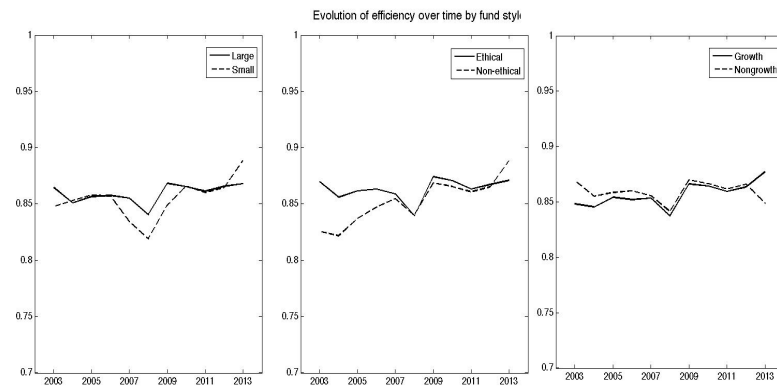 Evolution of efficiency over time by fund style
1
0.95
0.9
0.85
0.8
0.75
0.7
2003 2005 2007 2009 2011 2013
Large
Small
1
0.95
0.9
0.85
0.8
0.75
0.7
2003 2005 2007 2009 2011 2013
Ethical
Non-ethical
1
0.95
0.9
0.85
0.8
0.75
0.7
2003 2005 2007 2009 2011 2013
Growth
Nongrowth